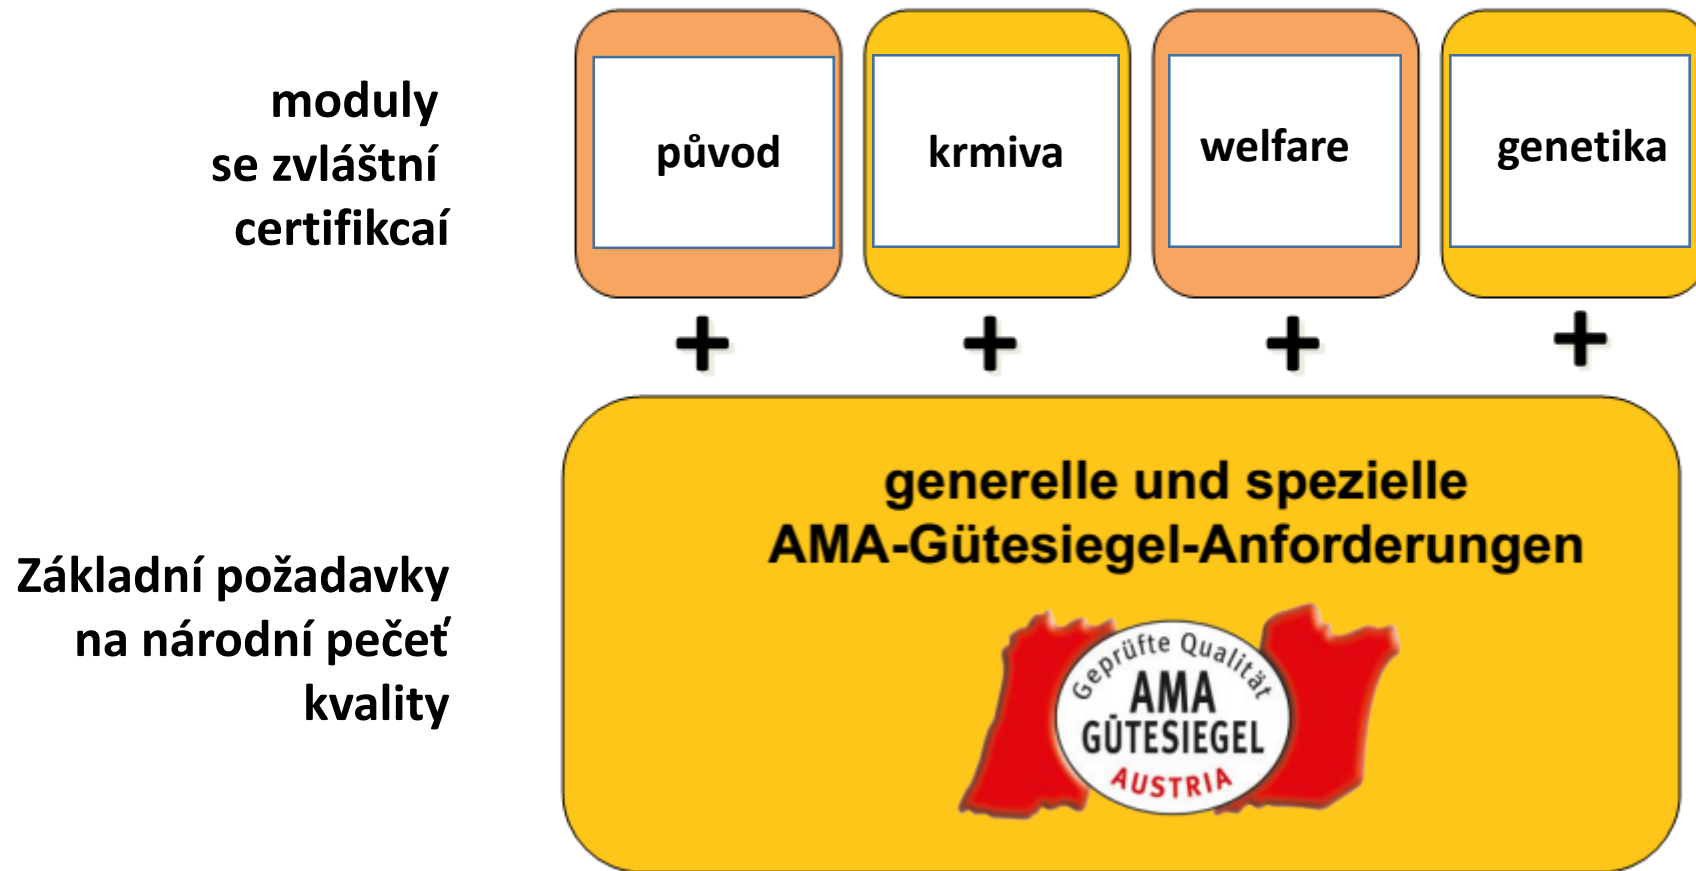 moduly
se zvláštní
certifikcaí
původ
krmiva
welfare
genetika
+ + + +
Základní požadavky
na národní pečeť
kvality
generelle und spezielle
AMA-Gütesiegel-Anforderungen
Geprüfte Qualität
AMA
GÜTESIEGEL
AUSTRIA